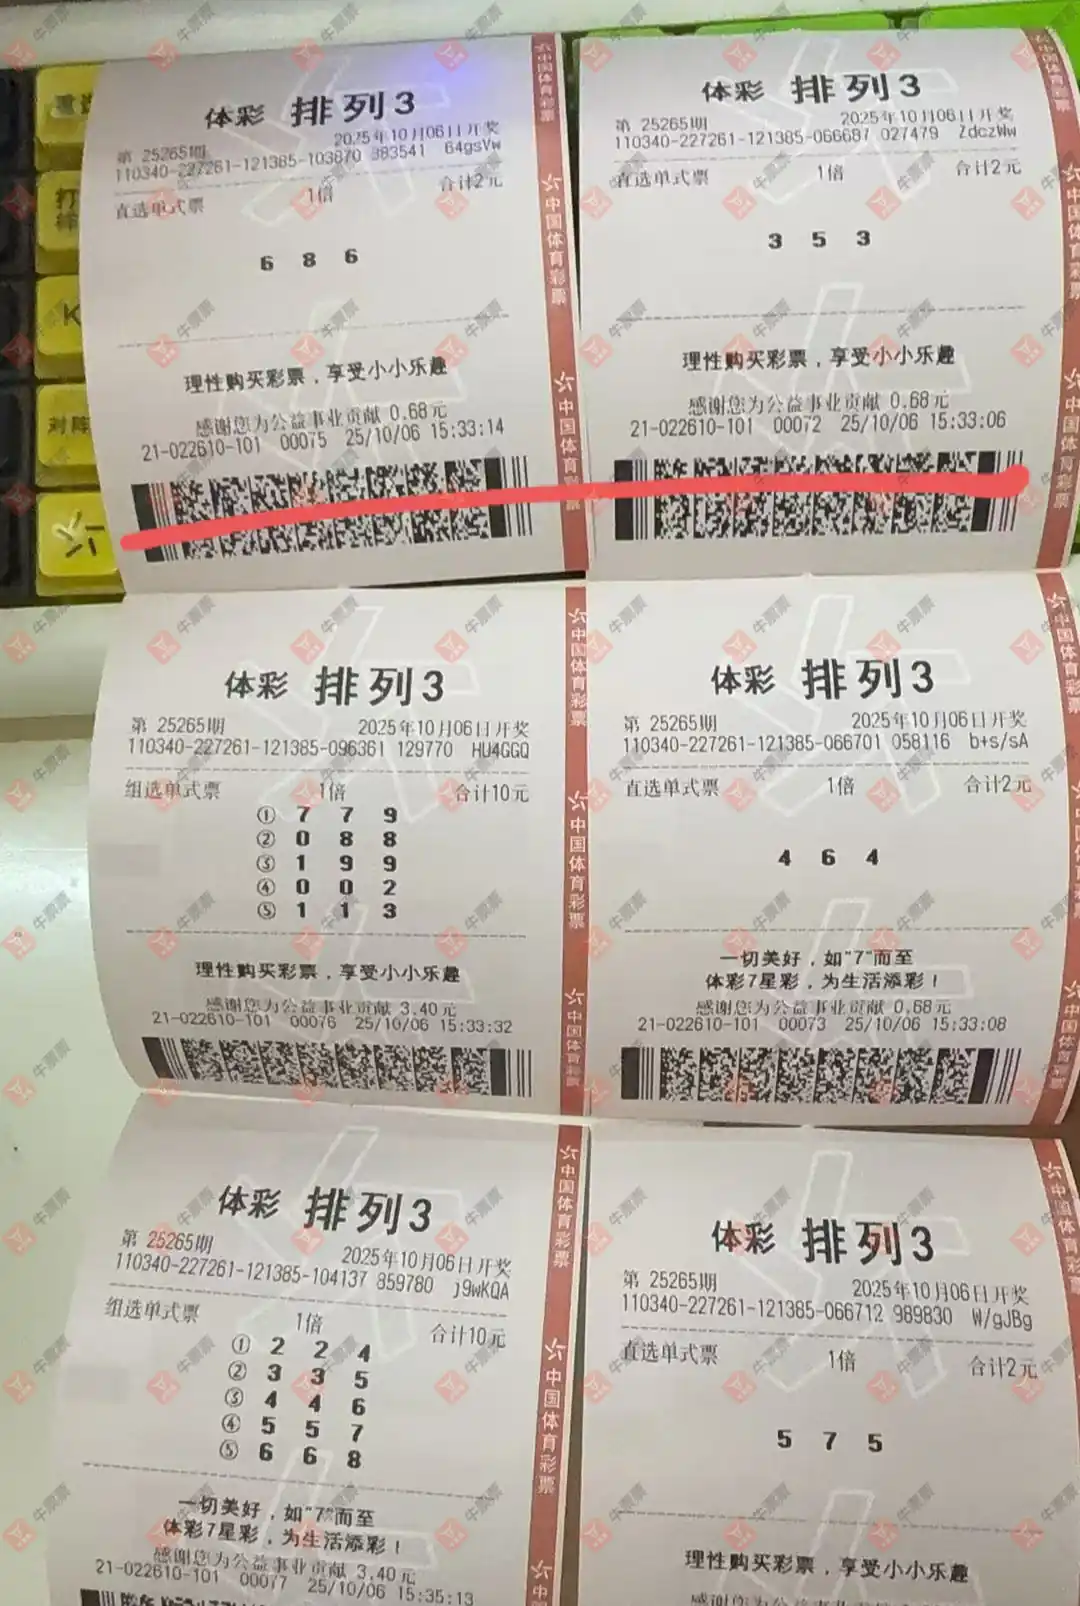 体彩 排列3
第 25265期 2025年10月06日开奖
110340-227261-121385-103870 883541 64gsVw
直选单式票 1倍 合计2元
6 8 6
理性购买彩票，享受小小乐趣
感谢您为公益事业贡献 0.68元
21-022610-101 00075 25/10/06 15:33:14
体彩 排列3
第 25265期 2025年10月06日开奖
110340-227261-121385-066687 027479 ZdczWw
直选单式票 1倍 合计2元
3 5 3
理性购买彩票，享受小小乐趣
感谢您为公益事业贡献 0.68元
21-022610-101 00072 25/10/06 15:33:06
体彩 排列3
第 25265期 2025年10月06日开奖
110340-227261-121385-096361 129770 HU4GGQ
组选单式票 1倍 合计10元
① 7 7 9
② 0 8 8
③ 1 9 9
④ 0 0 2
⑤ 1 1 3
理性购买彩票，享受小小乐趣
感谢您为公益事业贡献 3.40元
21-022610-101 00076 25/10/06 15:33:32
体彩 排列3
第 25265期 2025年10月06日开奖
110340-227261-121385-066701 058116 b+s/sA
直选单式票 1倍 合计2元
4 6 4
一切美好，如"7"而至
体彩7星彩，为生活添彩！
感谢您为公益事业贡献 0.68元
21-022610-101 00073 25/10/06 15:33:08
体彩 排列3
第 25265期 2025年10月06日开奖
110340-227261-121385-104137 859780 j9wKQA
组选单式票 1倍 合计10元
① 2 2 4
② 3 3 5
③ 4 4 6
④ 5 5 7
⑤ 6 6 8
一切美好，如"7"而至
体彩7星彩，为生活添彩！
感谢您为公益事业贡献 3.40元
21-022610-101 00077 25/10/06 15:35:13
体彩 排列3
第 25265期 2025年10月06日开奖
110340-227261-121385-066712 989830 W/gJBg
直选单式票 1倍 合计2元
5 7 5
理性购买彩票，享受小小乐趣
中国体育彩票
牛票票
K
对阵